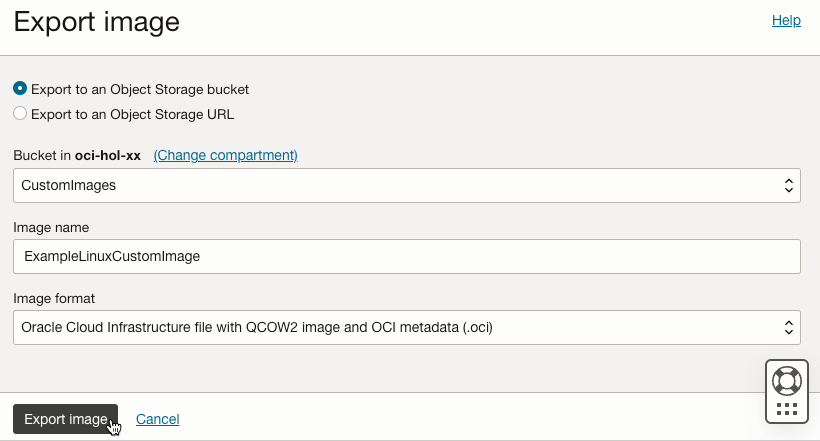 Export image
Help
Export to an Object Storage bucket
Export to an Object Storage URL
Bucket in oci-hol-xx (Change compartment)
CustomImages
Image name
ExampleLinuxCustomImage
Image format
Oracle Cloud Infrastructure file with QCOW2 image and OCI metadata (.oci)
Export image
Cancel